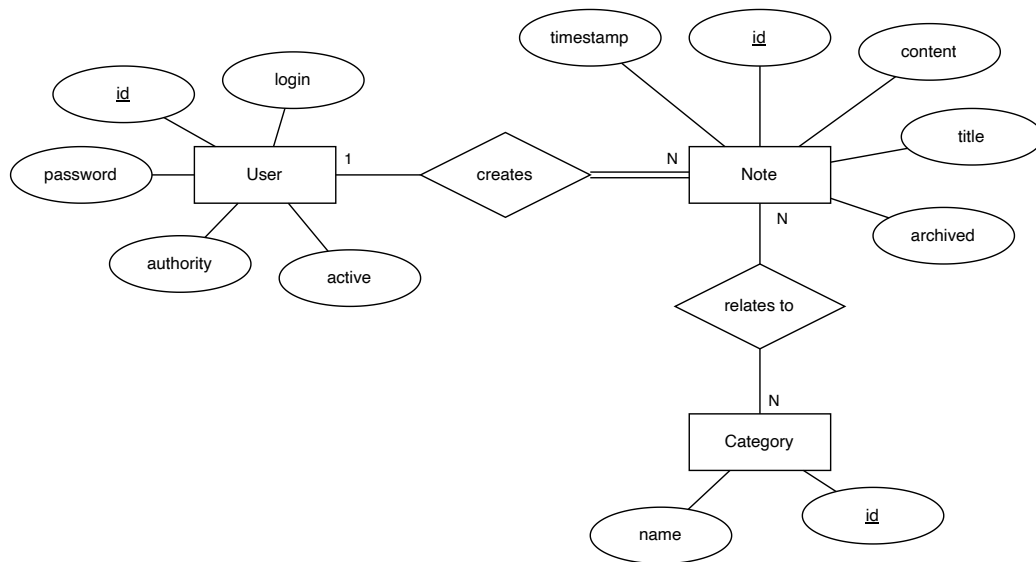 timestamp
id
content
id
login
title
password
User
1
creates
N
Note
N
authority
active
archived
relates to
N
Category
name
id